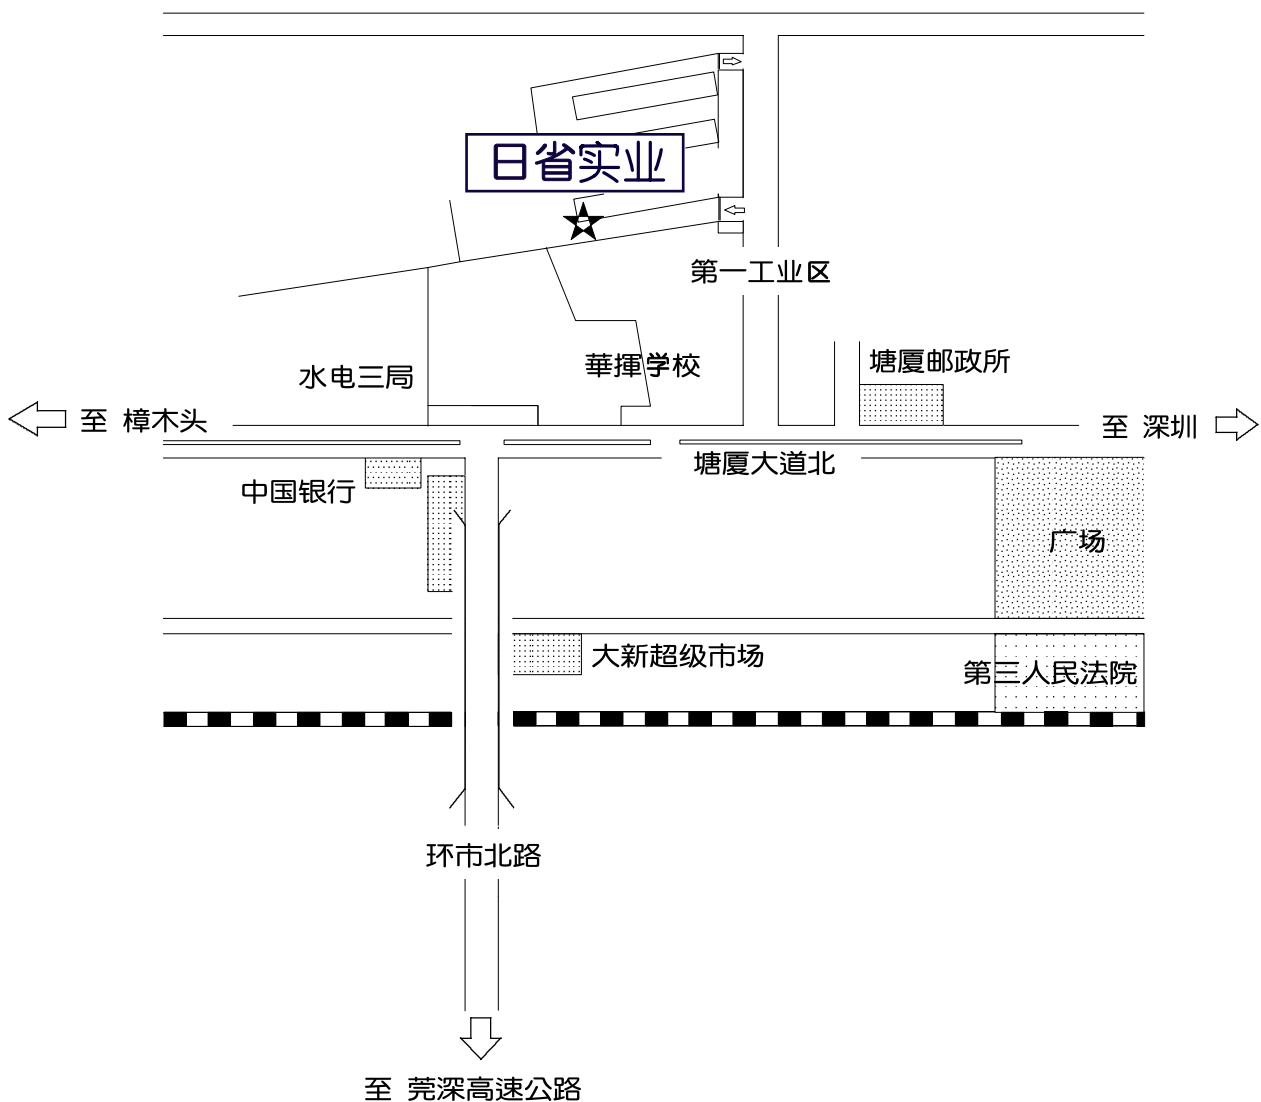 日省实业
第一工业区
華揮学校
塘厦邮政所
水电三局
至 樟木头
至 深圳
塘厦大道北
中国银行
广场
大新超级市场
第三人民法院
环市北路
至 莞深高速公路